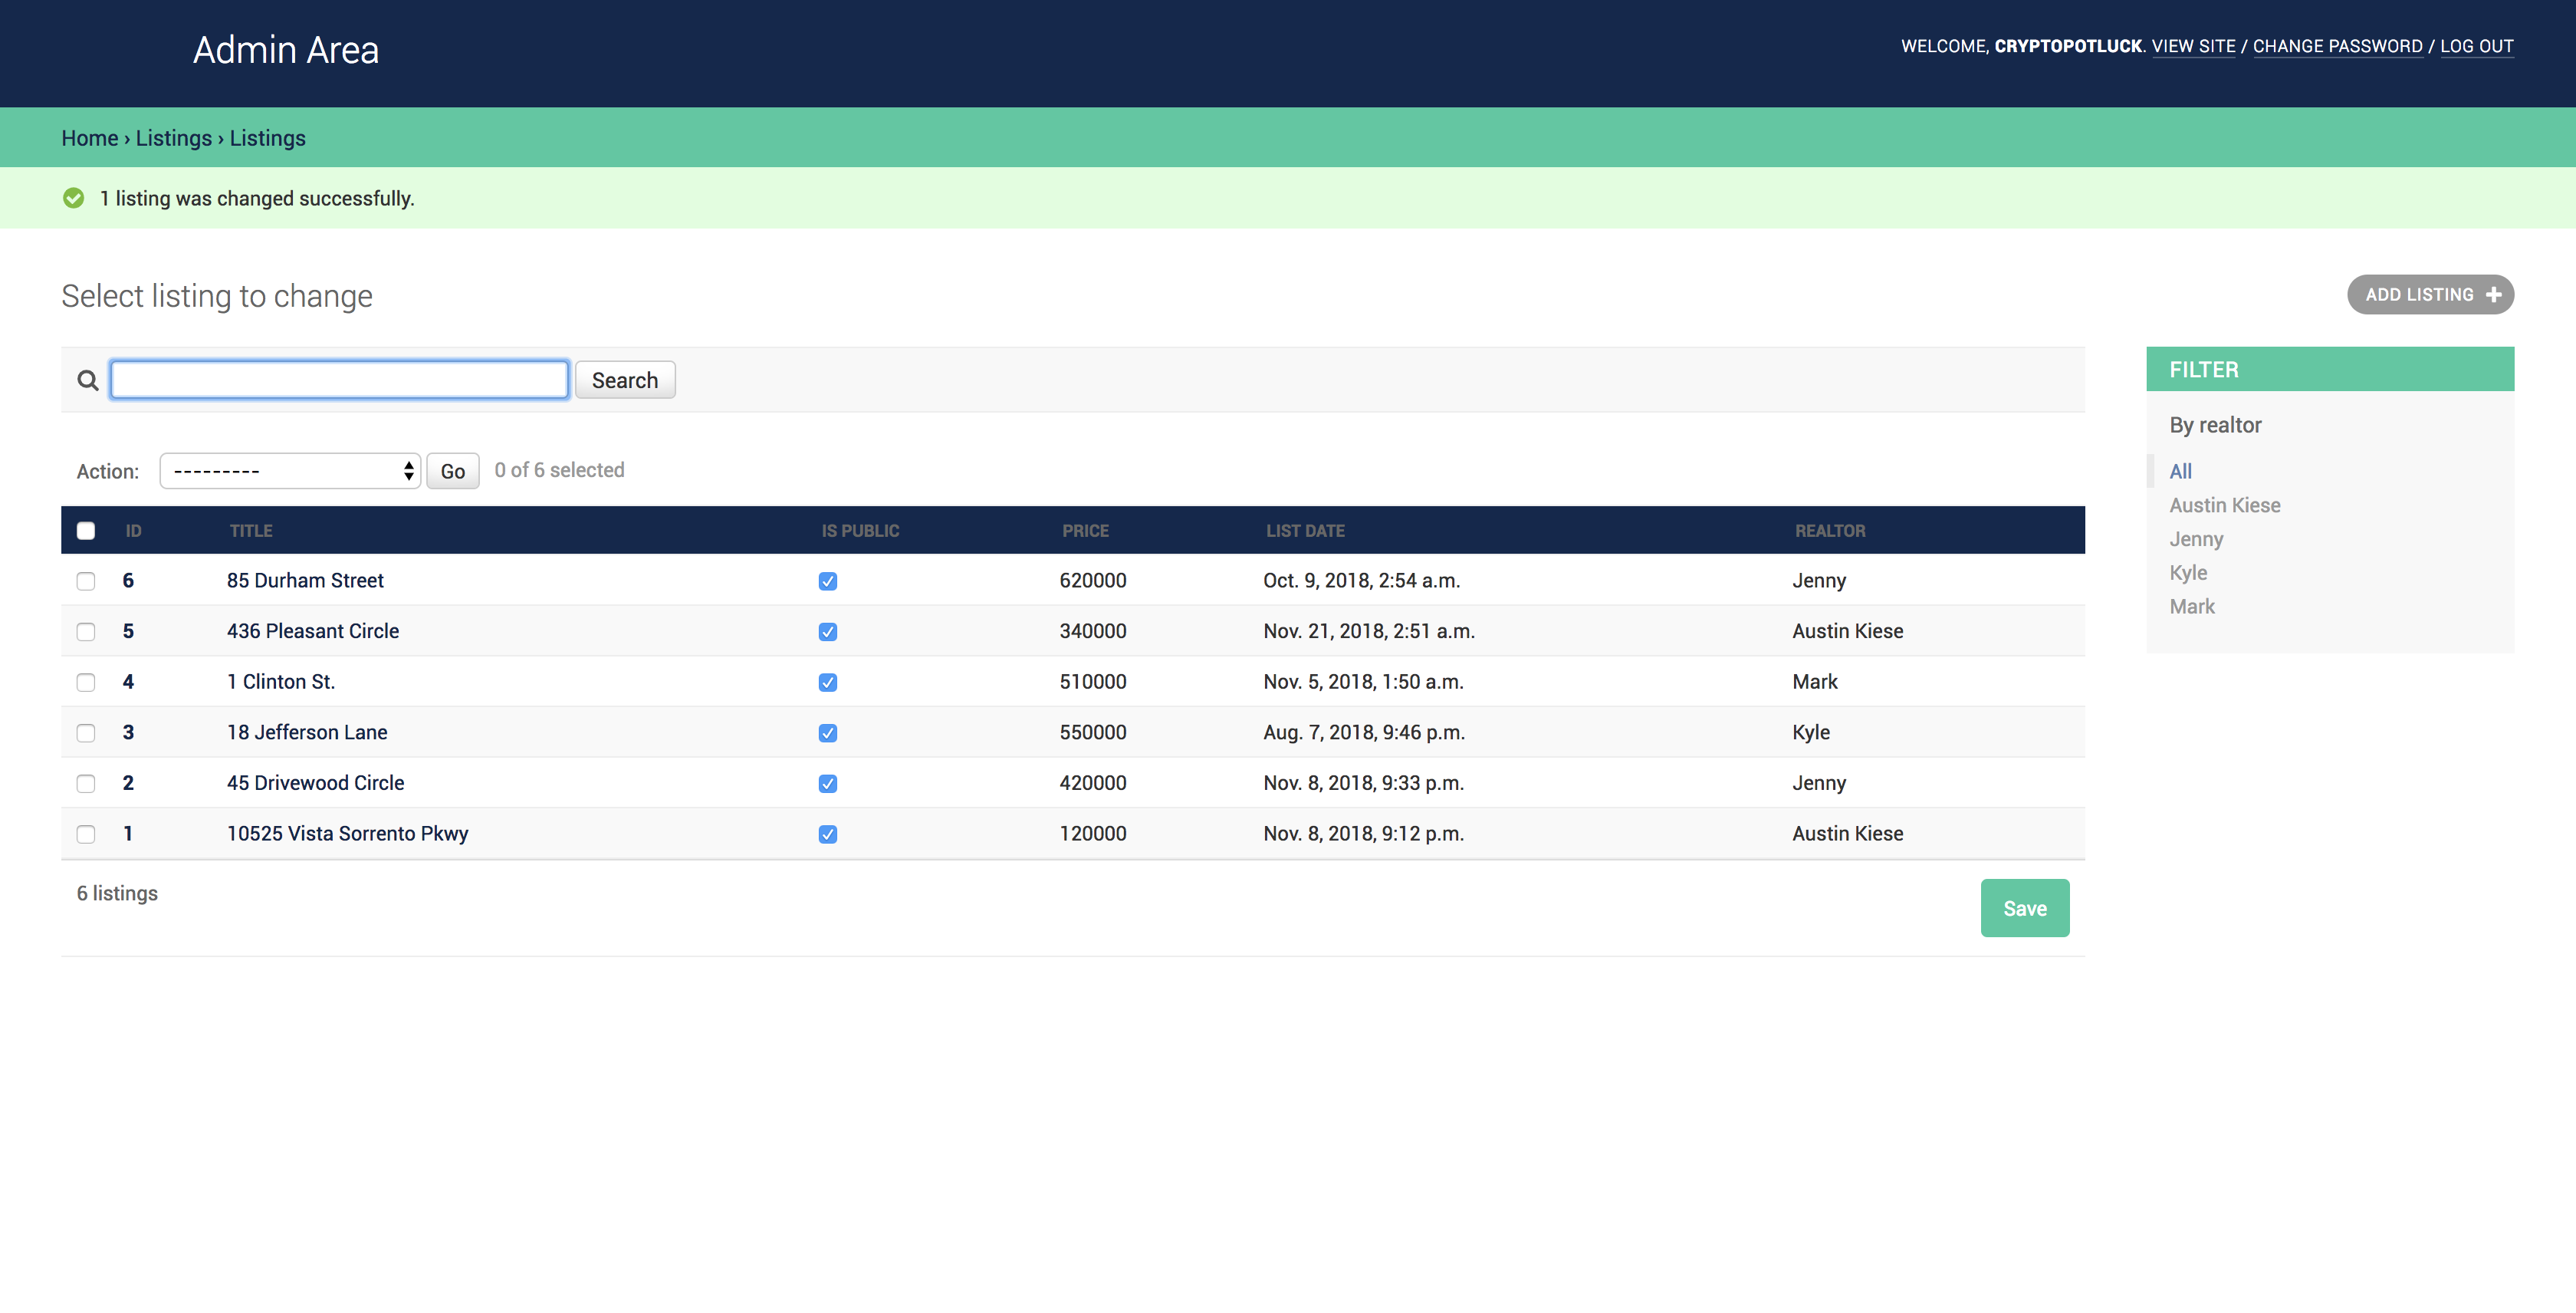 Admin Area
WELCOME, CRYPTOPOTLUCK. VIEW SITE / CHANGE PASSWORD / LOG OUT
Home › Listings › Listings
1 listing was changed successfully.
Select listing to change
ADD LISTING
Search
Action: --------- Go 0 of 6 selected
ID TITLE IS PUBLIC PRICE LIST DATE REALTOR
6 85 Durham Street 620000 Oct. 9, 2018, 2:54 a.m. Jenny
5 436 Pleasant Circle 340000 Nov. 21, 2018, 2:51 a.m. Austin Kiese
4 1 Clinton St. 510000 Nov. 5, 2018, 1:50 a.m. Mark
3 18 Jefferson Lane 550000 Aug. 7, 2018, 9:46 p.m. Kyle
2 45 Drivewood Circle 420000 Nov. 8, 2018, 9:33 p.m. Jenny
1 10525 Vista Sorrento Pkwy 120000 Nov. 8, 2018, 9:12 p.m. Austin Kiese
6 listings
Save
FILTER
By realtor
All
Austin Kiese
Jenny
Kyle
Mark